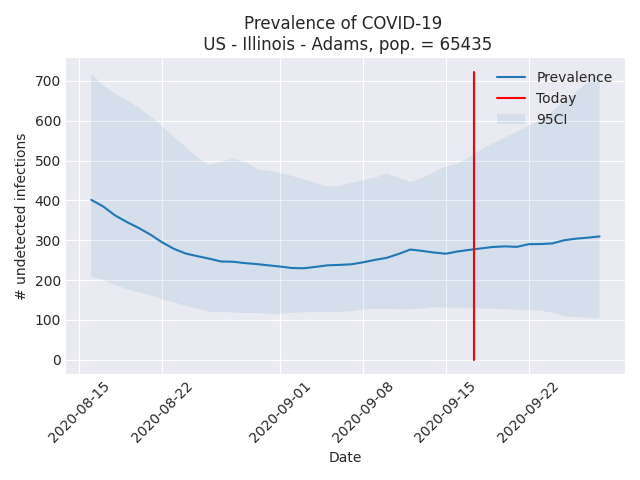 Prevalence of COVID-19
US - Illinois - Adams, pop. = 65435
# undetected infections
700
600
500
400
300
200
100
0
Prevalence
Today
95CI
2020-08-15
2020-08-22
2020-09-01
2020-09-08
2020-09-15
2020-09-22
Date